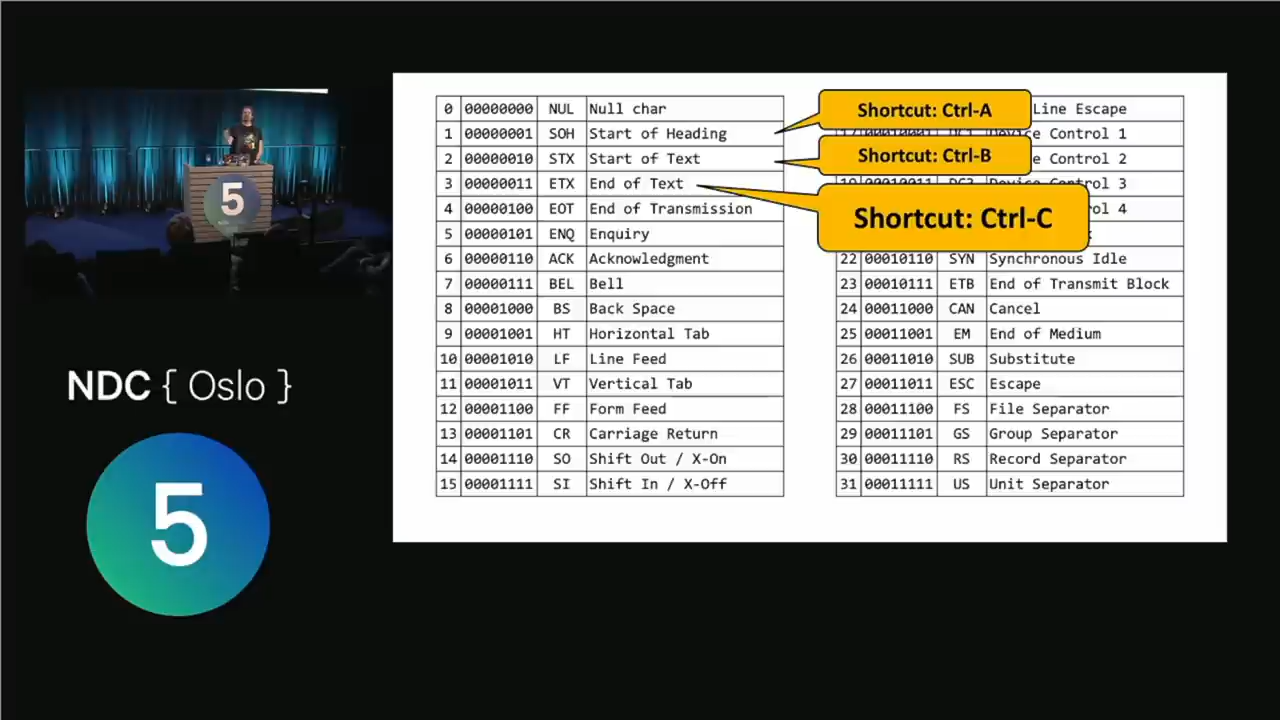 5
NDC { Oslo }
5
0 00000000 NUL Null char
1 00000001 SOH Start of Heading
2 00000010 STX Start of Text
3 00000011 ETX End of Text
4 00000100 EOT End of Transmission
5 00000101 ENQ Enquiry
6 00000110 ACK Acknowledgment
7 00000111 BEL Bell
8 00001000 BS Back Space
9 00001001 HT Horizontal Tab
10 00001010 LF Line Feed
11 00001011 VT Vertical Tab
12 00001100 FF Form Feed
13 00001101 CR Carriage Return
14 00001110 SO Shift Out / X-On
15 00001111 SI Shift In / X-Off
Shortcut: Ctrl-A
Shortcut: Ctrl-B
Shortcut: Ctrl-C
Line Escape
Device Control 1
Control 2
Device Control 3
22 00010110 SYN Synchronous Idle
23 00010111 ETB End of Transmit Block
24 00011000 CAN Cancel
25 00011001 EM End of Medium
26 00011010 SUB Substitute
27 00011011 ESC Escape
28 00011100 FS File Separator
29 00011101 GS Group Separator
30 00011110 RS Record Separator
31 00011111 US Unit Separator